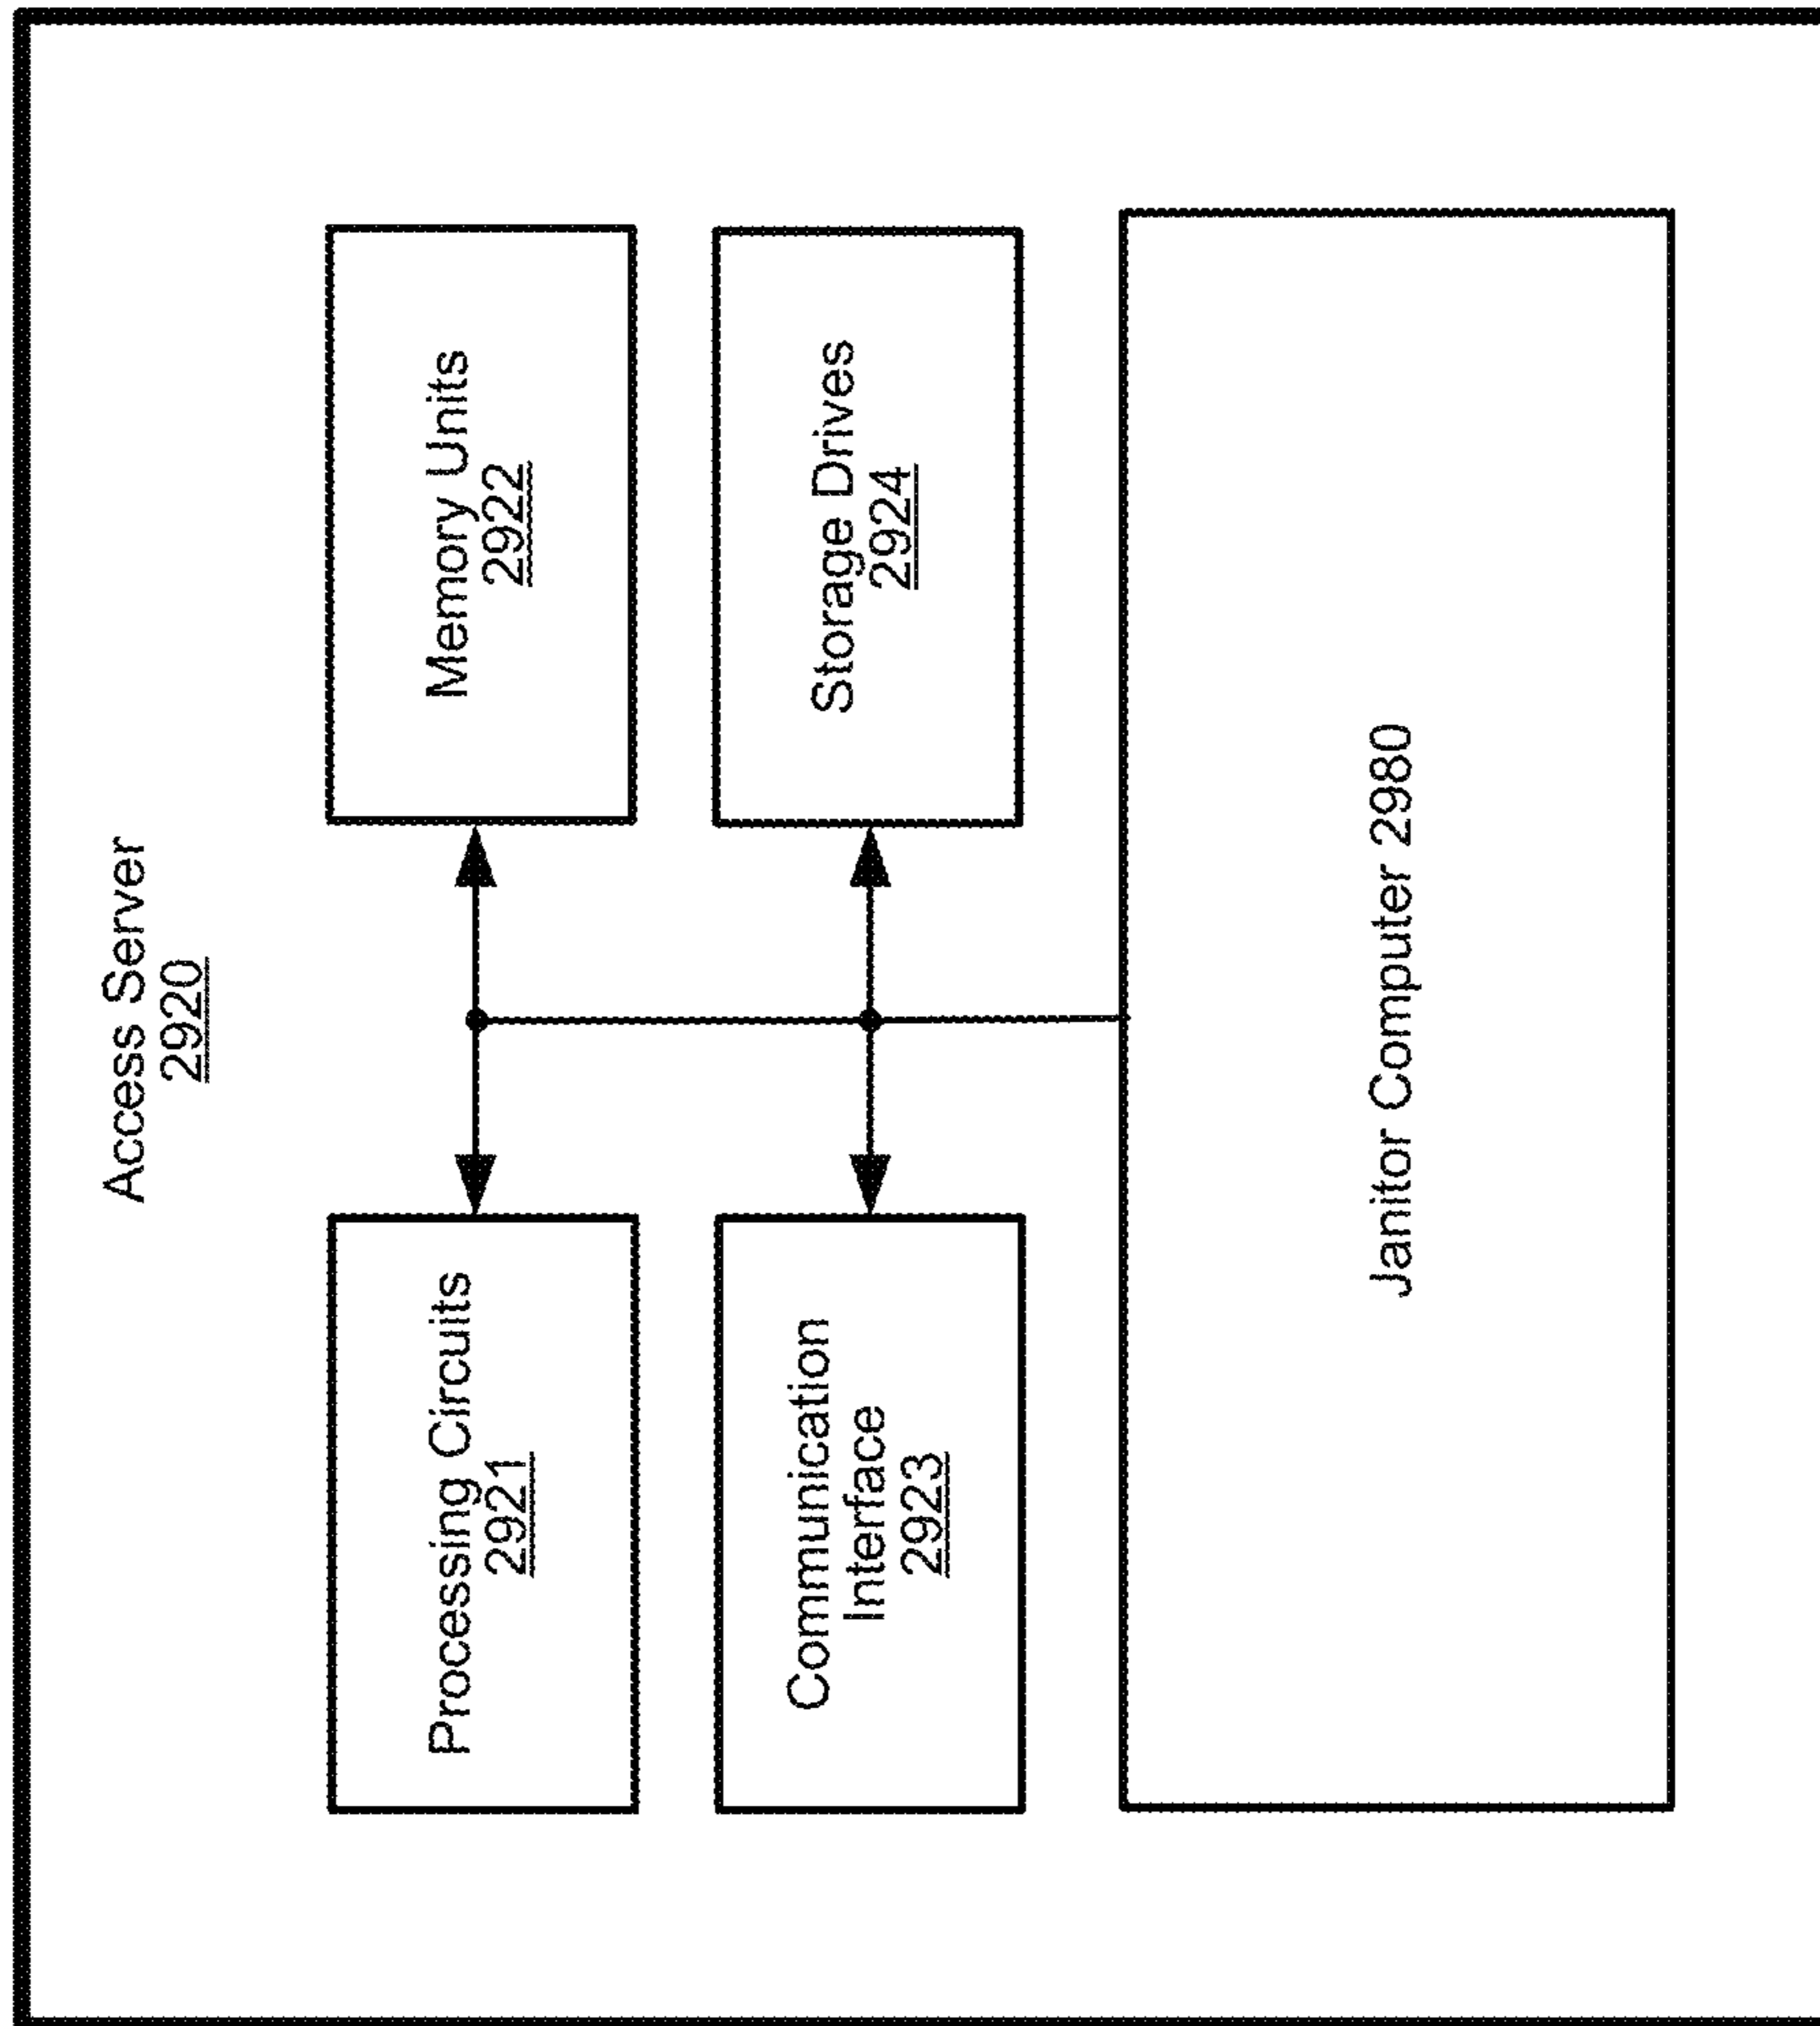 Access Server
2920
Processing Circuits
2921
Memory Units
2922
Communication
Interface
2923
Storage Drives
2924
Janitor Computer 2980